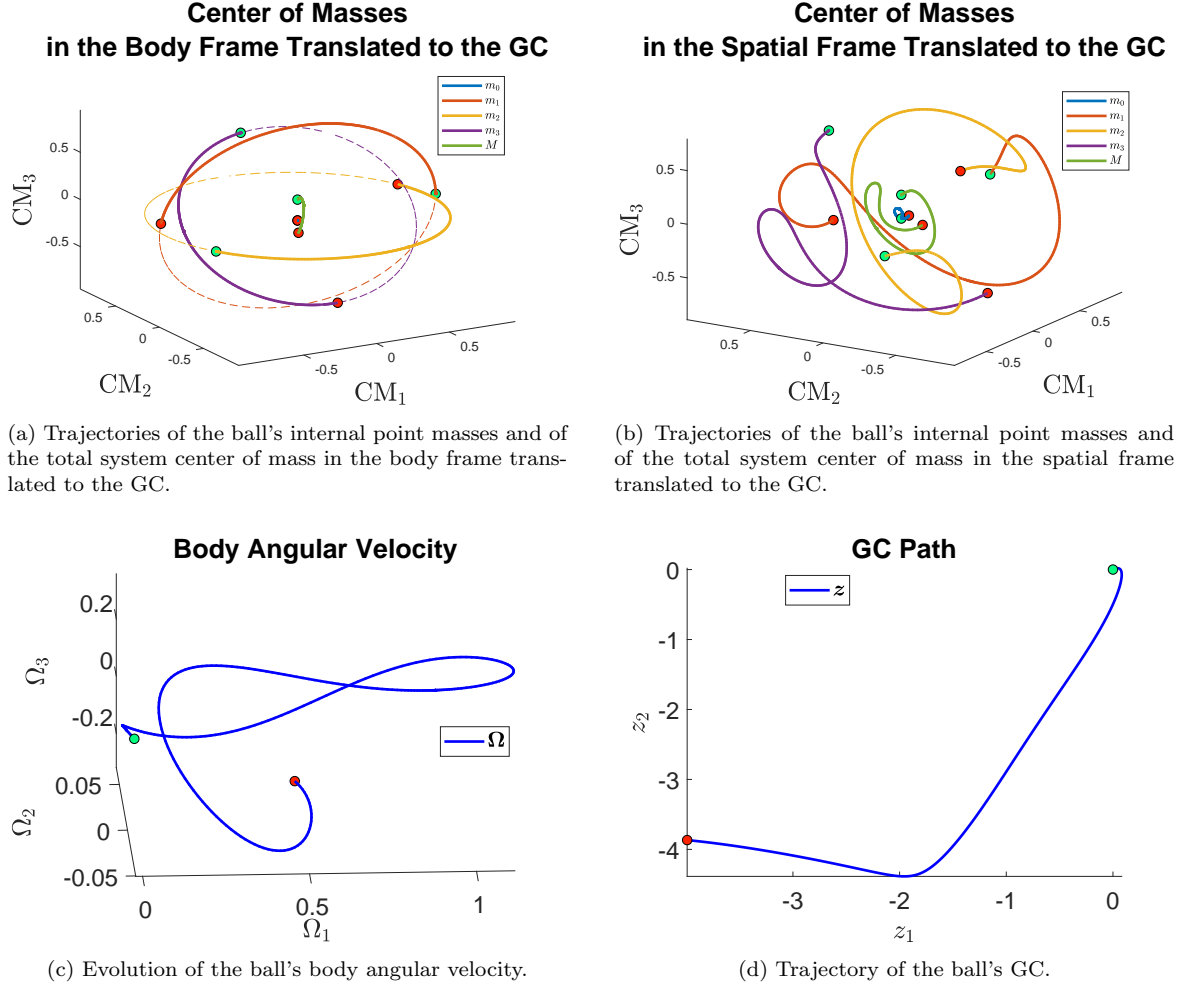 Center of Masses
in the Body Frame Translated to the GC
m₀
m₁
m₂
m₃
M
0.5
0
-0.5
CM₃
0.5
0
-0.5
CM₂
-0.5
0
0.5
CM₁
(a) Trajectories of the ball's internal point masses and of
the total system center of mass in the body frame trans-
lated to the GC.
Center of Masses
in the Spatial Frame Translated to the GC
m₀
m₁
m₂
m₃
M
0.5
0
-0.5
CM₃
0.5
0
-0.5
CM₂
-0.5
0
0.5
CM₁
(b) Trajectories of the ball's internal point masses and
of the total system center of mass in the spatial frame
translated to the GC.
Body Angular Velocity
0.2
0
-0.2
Ω₃
0.05
0
-0.05
Ω₂
Ω
0
0.5
1
Ω₁
(c) Evolution of the ball's body angular velocity.
GC Path
z
0
-1
-2
-3
-4
z₂
-3
-2
-1
0
z₁
(d) Trajectory of the ball's GC.